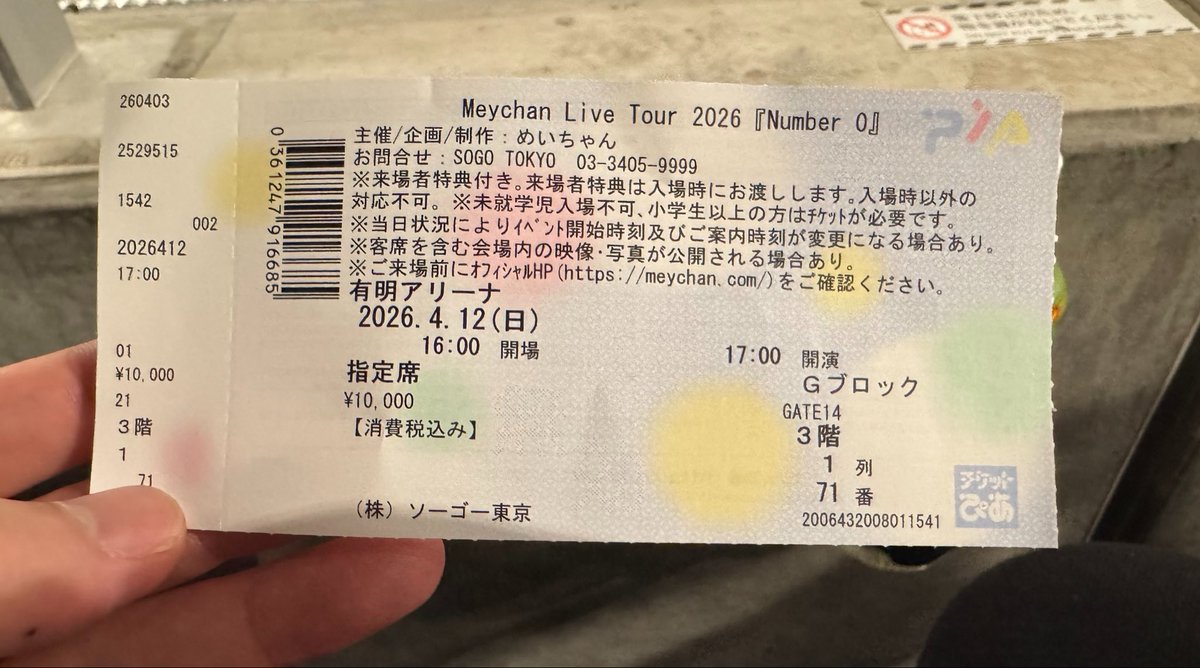 260403
2529515
1542
002
2026412
17:00
01
¥10,000
21
3階
1
71
0361247916685
Meychan Live Tour 2026『Number 0』
PIA
主催/企画/制作：めいちゃん
お問合せ：SOGO TOKYO 03-3405-9999
※来場者特典付き。来場者特典は入場時にお渡しします。入場時以外の
対応不可。※未就学児入場不可、小学生以上の方はﾁｹｯﾄが必要です。
※当日状況によりｲﾍﾞﾝﾄ開始時刻及びご案内時刻が変更になる場合あり。
※客席を含む会場内の映像・写真が公開される場合あり。
※ご来場前にｵﾌｨｼｬﾙHP(https://meychan.com/)をご確認ください。
有明アリーナ
2026.4.12(日)
16:00 開場 17:00 開演
指定席 Gブロック
¥10,000 GATE14
【消費税込み】 3階
1 列
71 番
（株）ソーゴー東京 2006432008011541
チケットぴあ